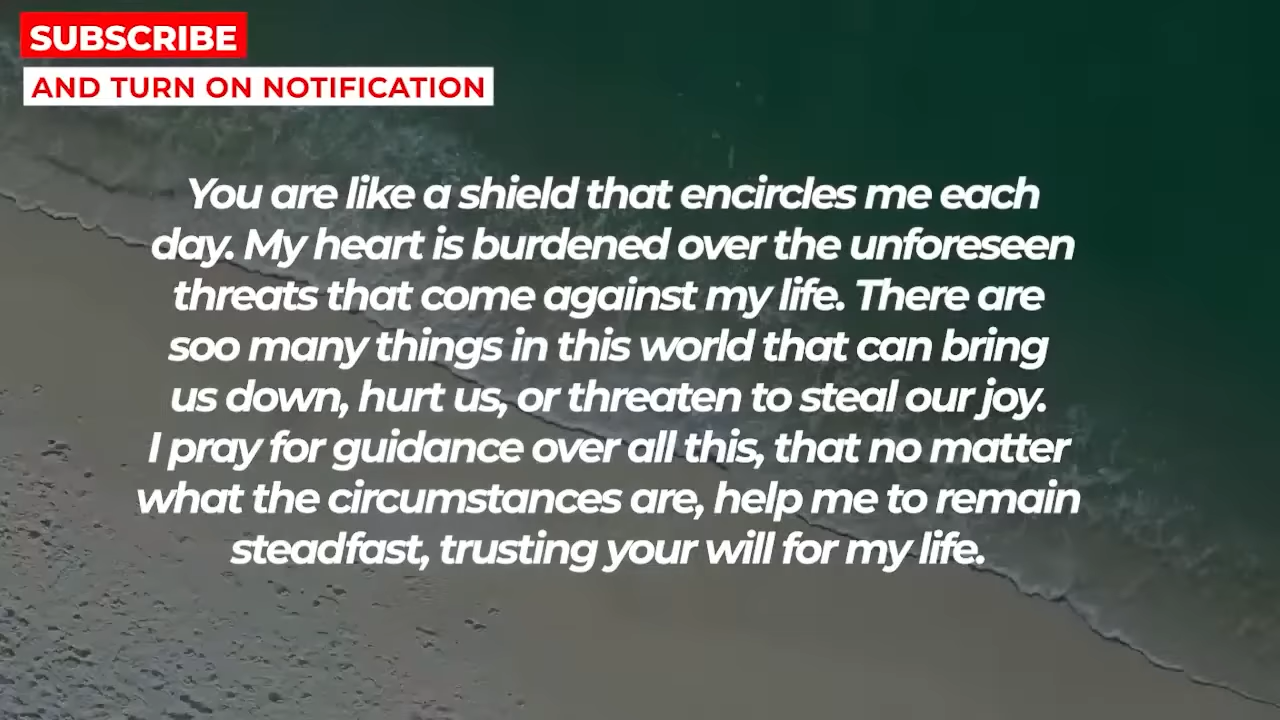 SUBSCRIBE
AND TURN ON NOTIFICATION
You are like a shield that encircles me each
day. My heart is burdened over the unforeseen
threats that come against my life. There are
soo many things in this world that can bring
us down, hurt us, or threaten to steal our joy.
I pray for guidance over all this, that no matter
what the circumstances are, help me to remain
steadfast, trusting your will for my life.